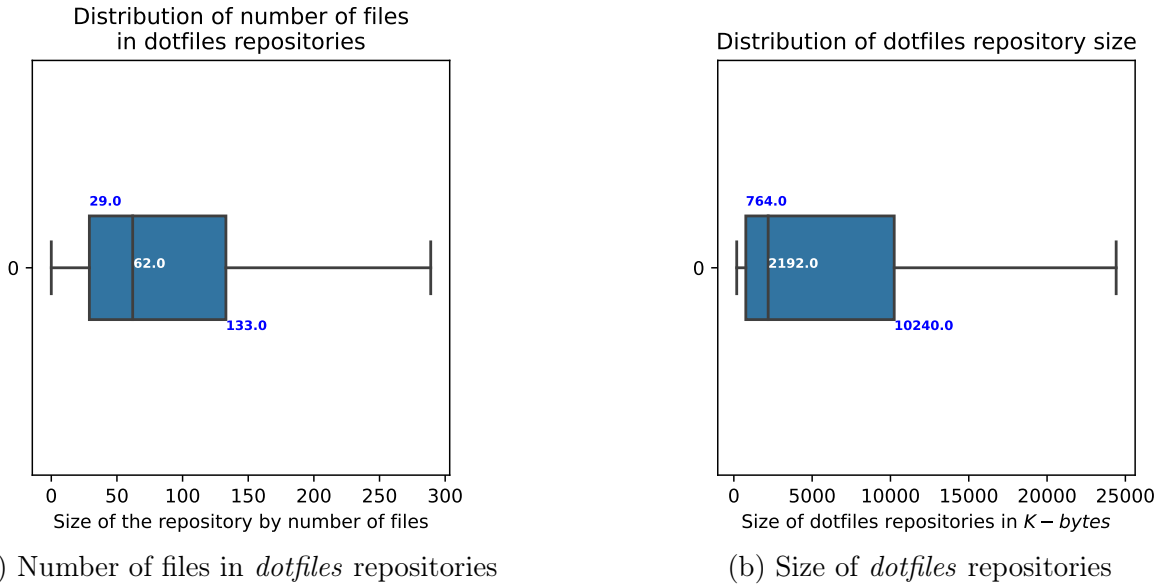 Distribution of number of files
in dotfiles repositories
29.0
62.0
133.0
0
0 50 100 150 200 250 300
Size of the repository by number of files
) Number of files in dotfiles repositories
Distribution of dotfiles repository size
764.0
2192.0
10240.0
0
0 5000 10000 15000 20000 25000
Size of dotfiles repositories in K − bytes
(b) Size of dotfiles repositories